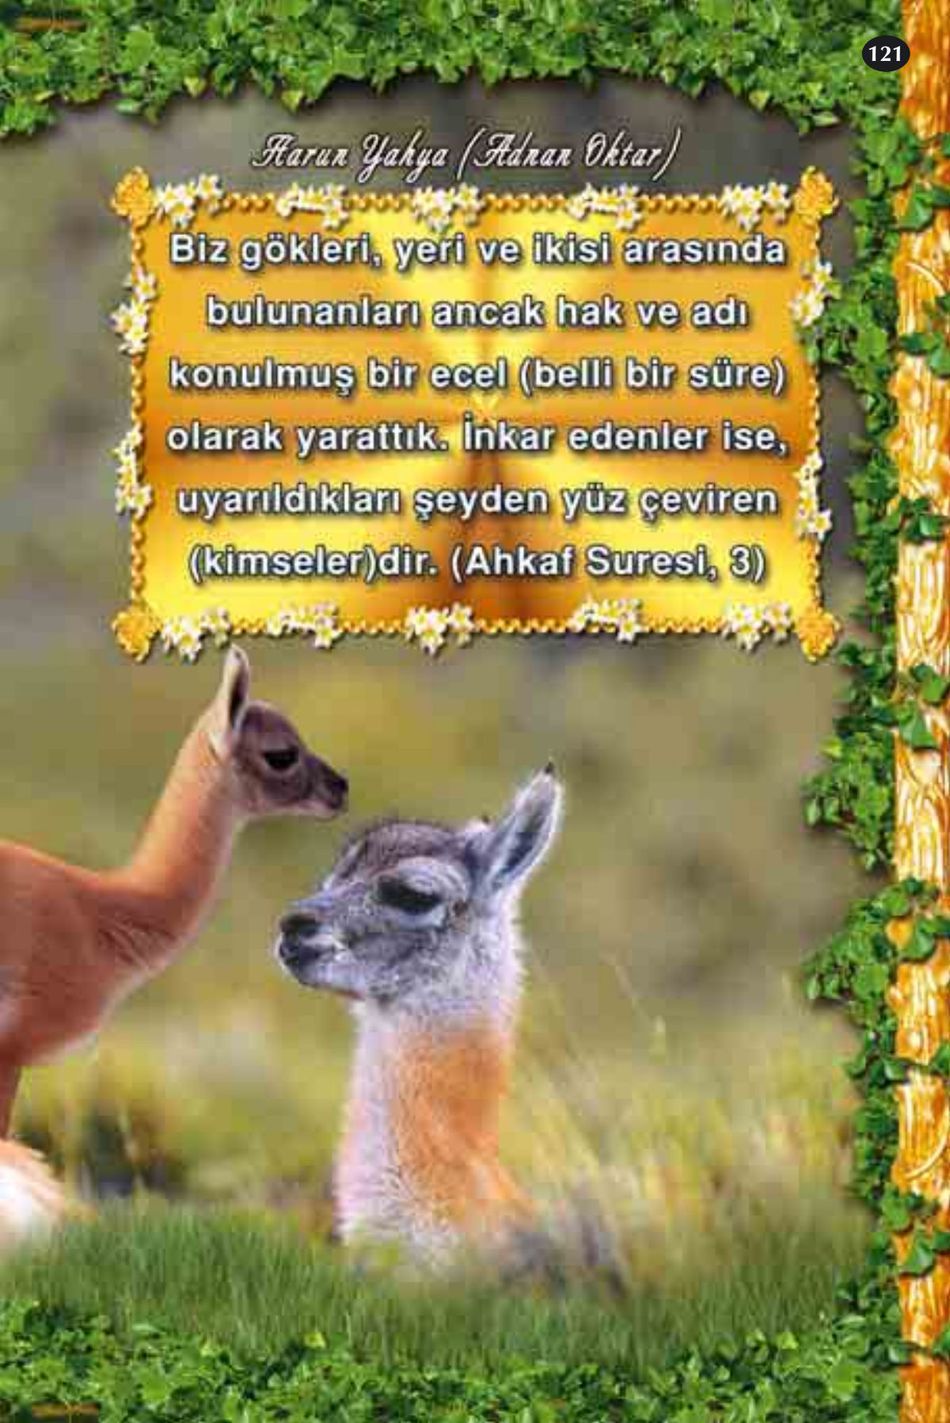 121
Harun Yahya (Adnan Oktar)
Biz gökleri, yeri ve ikisi arasında
bulunanları ancak hak ve adı
konulmuş bir ecel (belli bir süre)
olarak yarattık. İnkar edenler ise,
uyarıldıkları şeyden yüz çeviren
(kimseler)dir. (Ahkaf Suresi, 3)